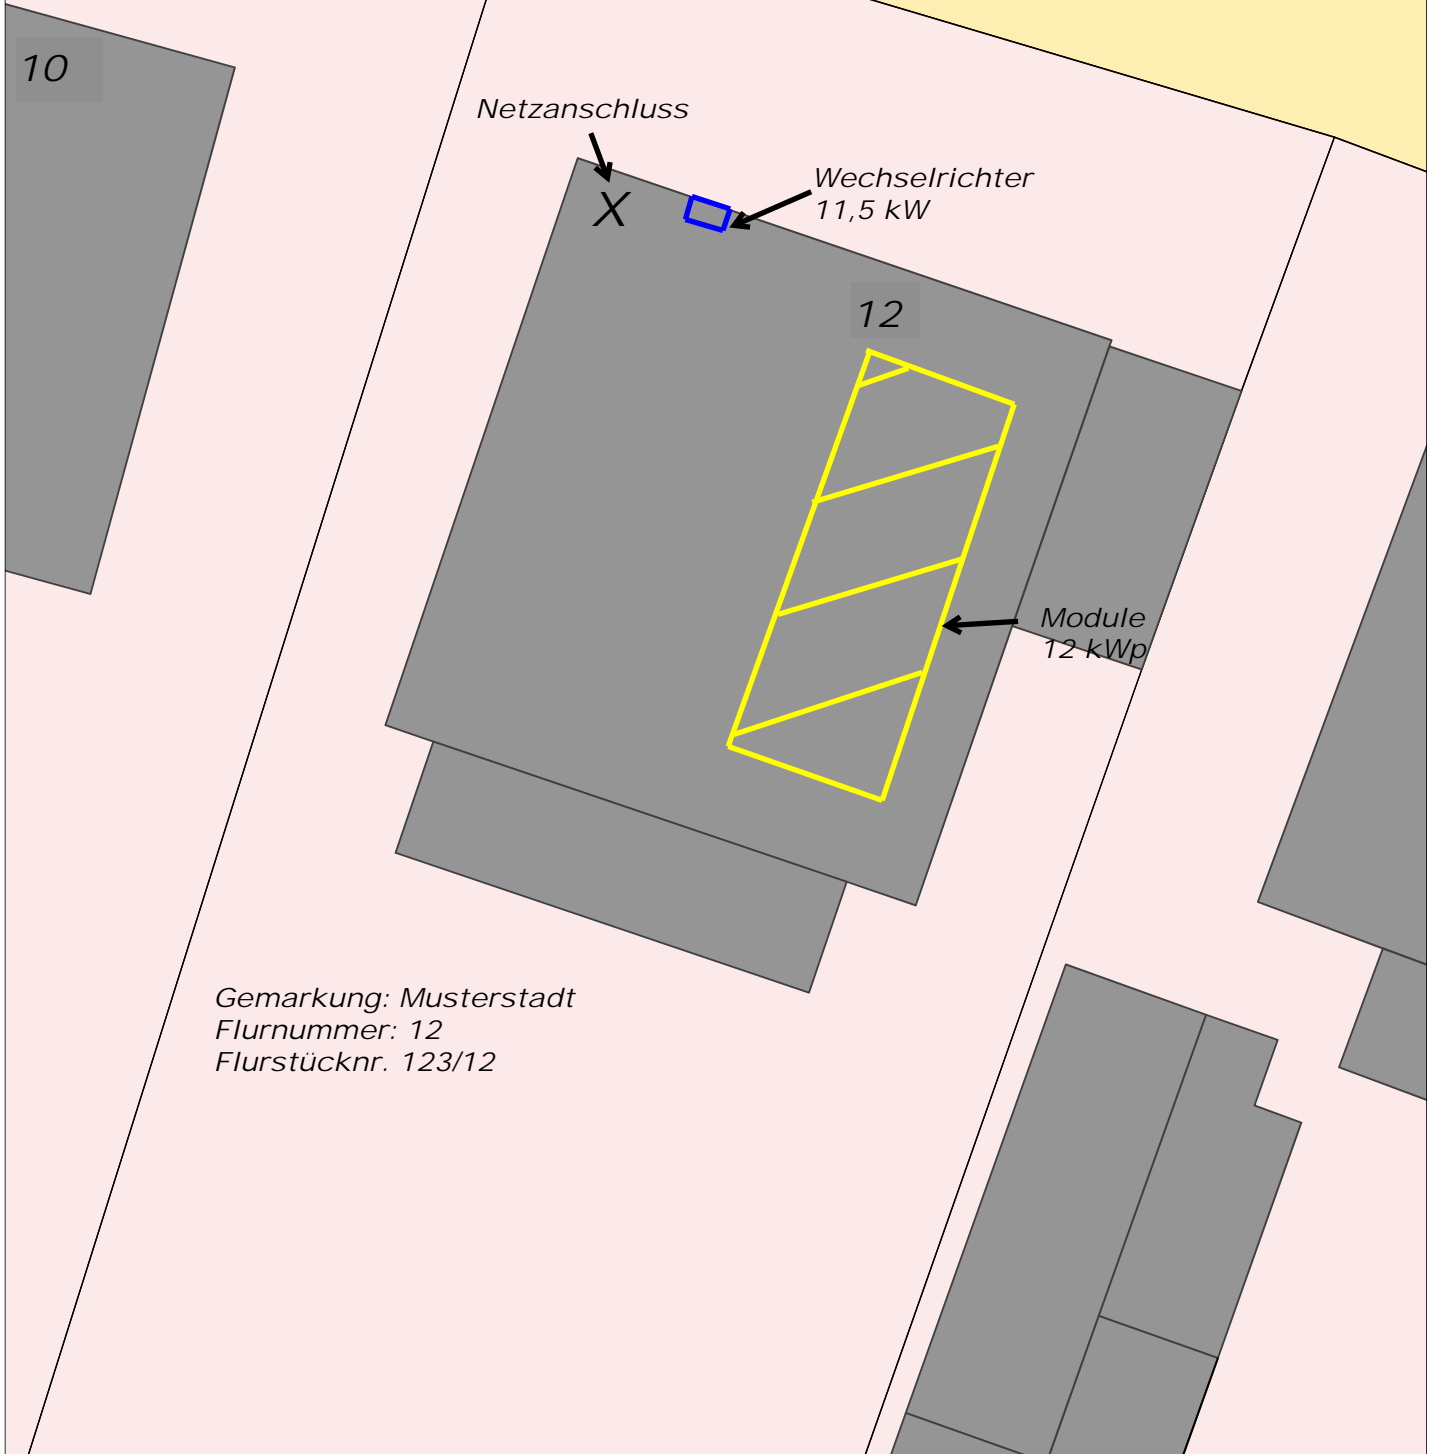 10
Netzanschluss
X
Wechselrichter
11,5 kW
12
Module
12 kWp
Gemarkung: Musterstadt
Flurnummer: 12
Flurstücknr. 123/12